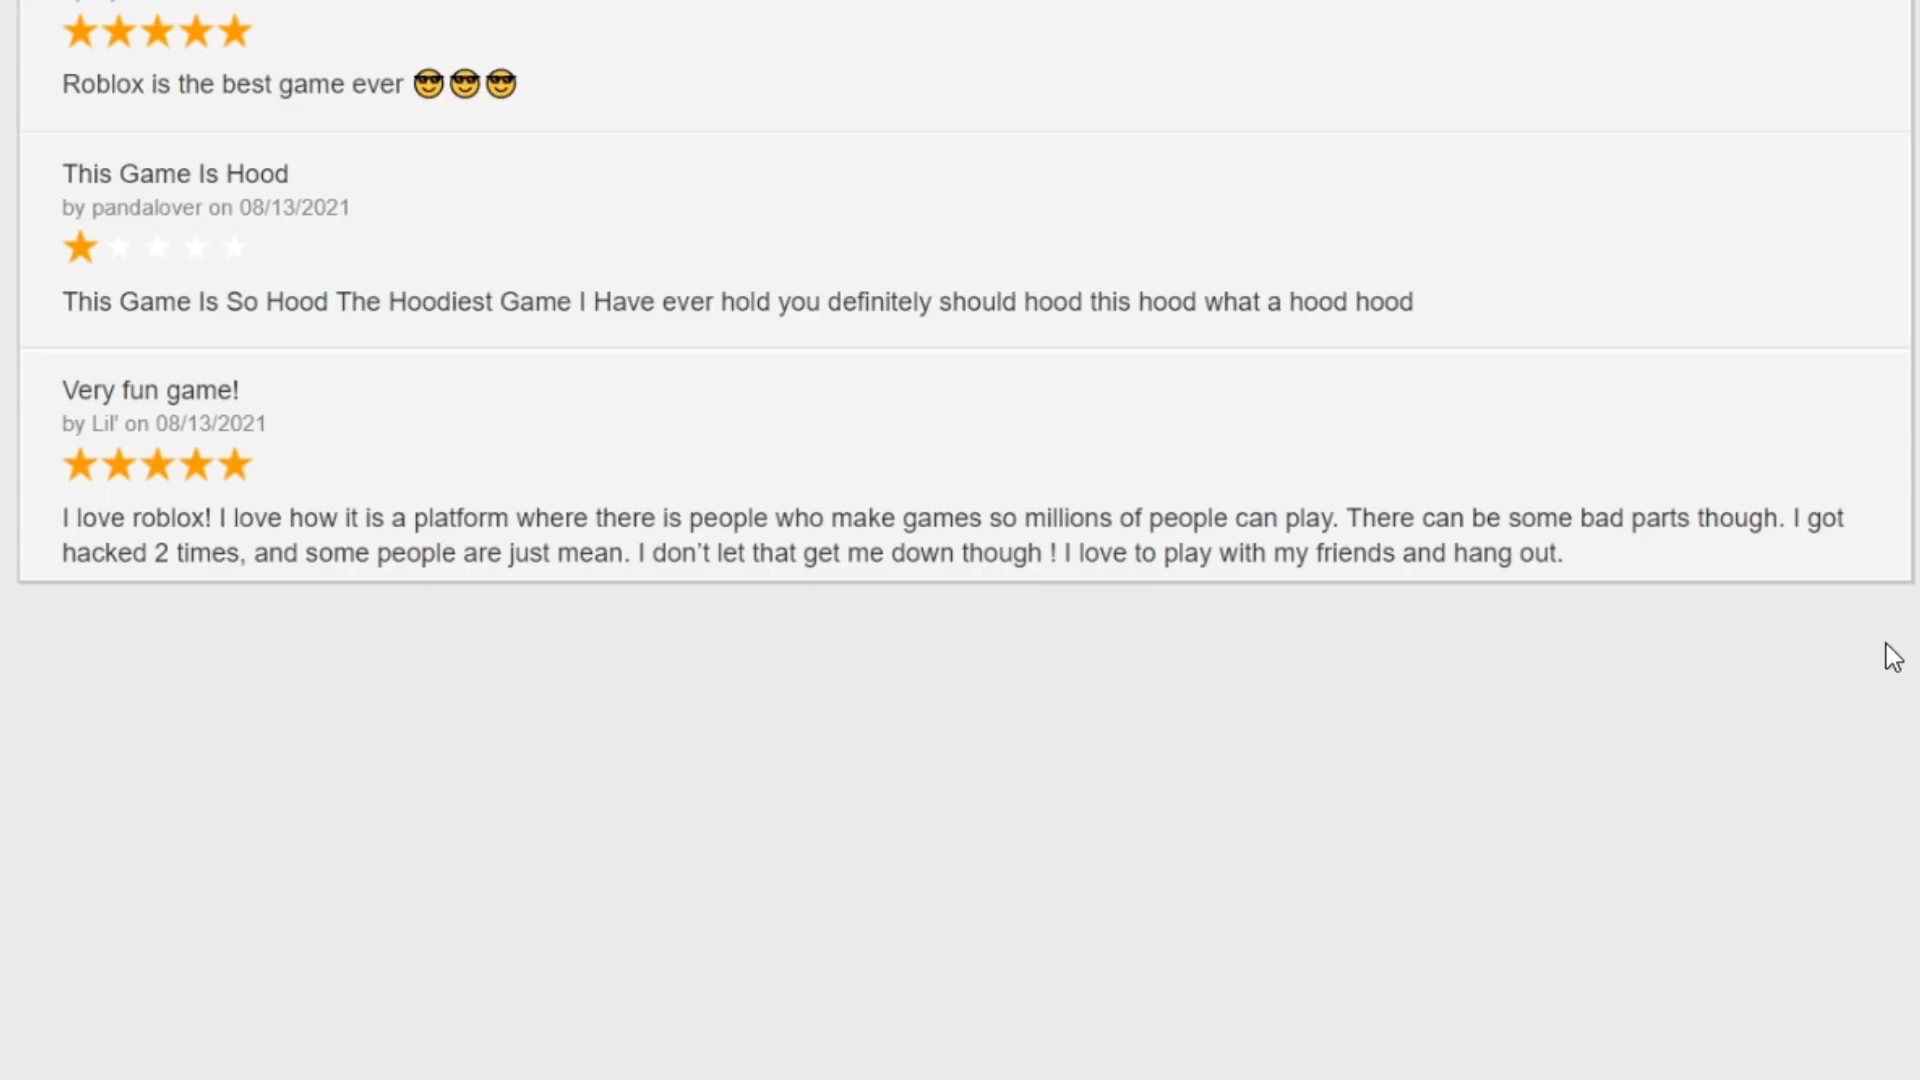 Roblox is the best game ever 😎😎😎
This Game Is Hood
by pandalover on 08/13/2021
This Game Is So Hood The Hoodiest Game I Have ever hold you definitely should hood this hood what a hood hood
Very fun game!
by Lil' on 08/13/2021
I love roblox! I love how it is a platform where there is people who make games so millions of people can play. There can be some bad parts though. I got
hacked 2 times, and some people are just mean. I don’t let that get me down though ! I love to play with my friends and hang out.